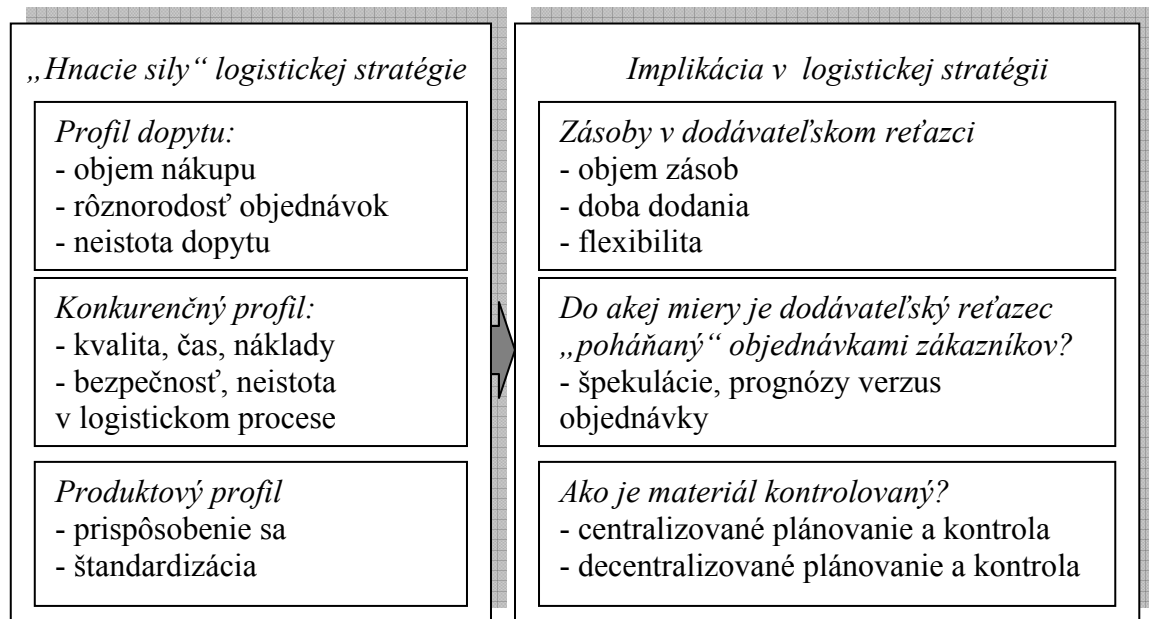 „Hnacie sily“ logistickej stratégie
Profil dopytu:
- objem nákupu
- rôznorodosť objednávok
- neistota dopytu
Konkurenčný profil:
- kvalita, čas, náklady
- bezpečnosť, neistota
v logistickom procese
Produktový profil
- prispôsobenie sa
- štandardizácia
Implikácia v logistickej stratégii
Zásoby v dodávateľskom reťazci
- objem zásob
- doba dodania
- flexibilita
Do akej miery je dodávateľský reťazec
„poháňaný“ objednávkami zákazníkov?
- špekulácie, prognózy verzus
objednávky
Ako je materiál kontrolovaný?
- centralizované plánovanie a kontrola
- decentralizované plánovanie a kontrola